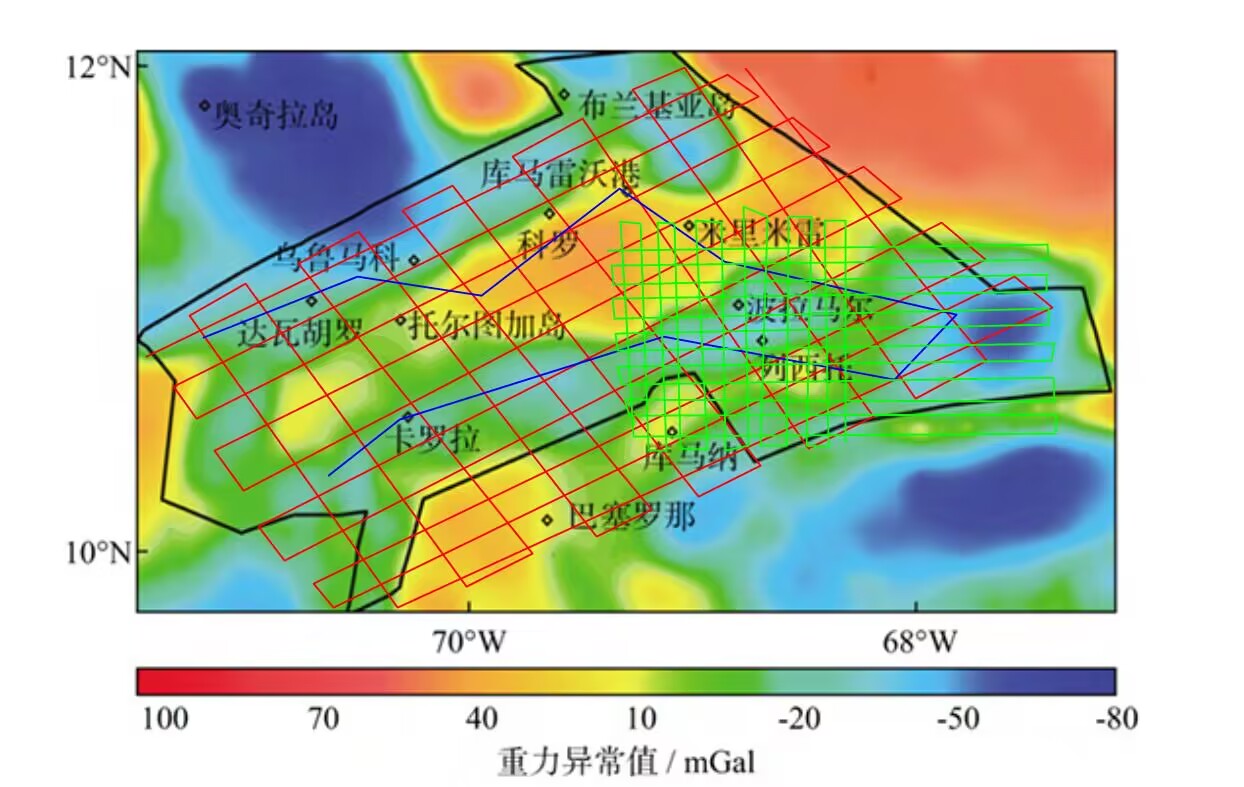 12°N
奥奇拉岛
布兰基亚岛
库马雷沃港
科罗
米里米雷
乌鲁马科
达瓦胡罗
托尔图加岛
波拉马尔
列西托
卡罗拉
库马纳
巴塞罗那
10°N
70°W 68°W
100 70 40 10 -20 -50 -80
重力异常值 / mGal